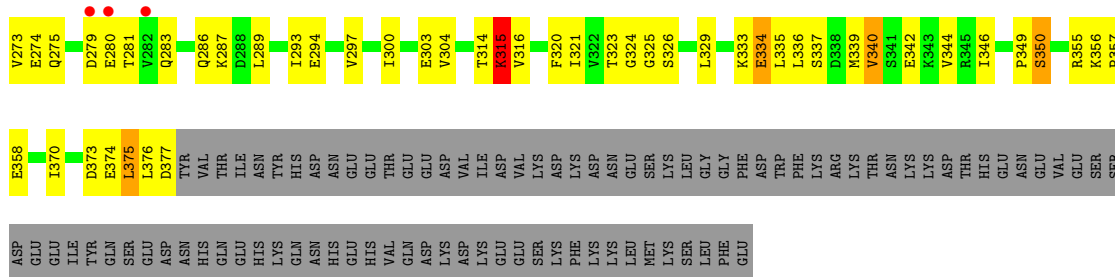 V273 E274 Q275 D279 E280 T281 V282 Q283 Q286 K287 D288 L289 I293 E294 V297 I300 E303 V304 T314 K315 V316 F320 I321 V322 T323 G324 G325 S326 L329 K333 E334 L335 L336 S337 D338 M339 V340 S341 E342 K343 V344 R345 I346 P349 S350 R355 K356
E358 I370 D373 E374 L375 L376 D377 TYR VAL THR ILE ASN TYR HIS ASP ASN GLU GLU THR GLU GLU ASP VAL ILE ASP VAL LYS ASP LYS ASP ASN GLU SER LYS LEU GLY GLY PHE ASP TRP PHE LYS ARG LYS THR ASN LYS LYS ASP THR HIS GLU ASN GLU VAL GLU SER SER
ASP GLU GLU ILE TYR GLN SER GLU ASP ASN HIS GLN GLU HIS LYS GLN ASN HIS GLU HIS VAL GLN ASP LYS ASP LYS GLU GLU SER LYS PHE LYS LYS LEU MET LYS SER LEU PHE GLU